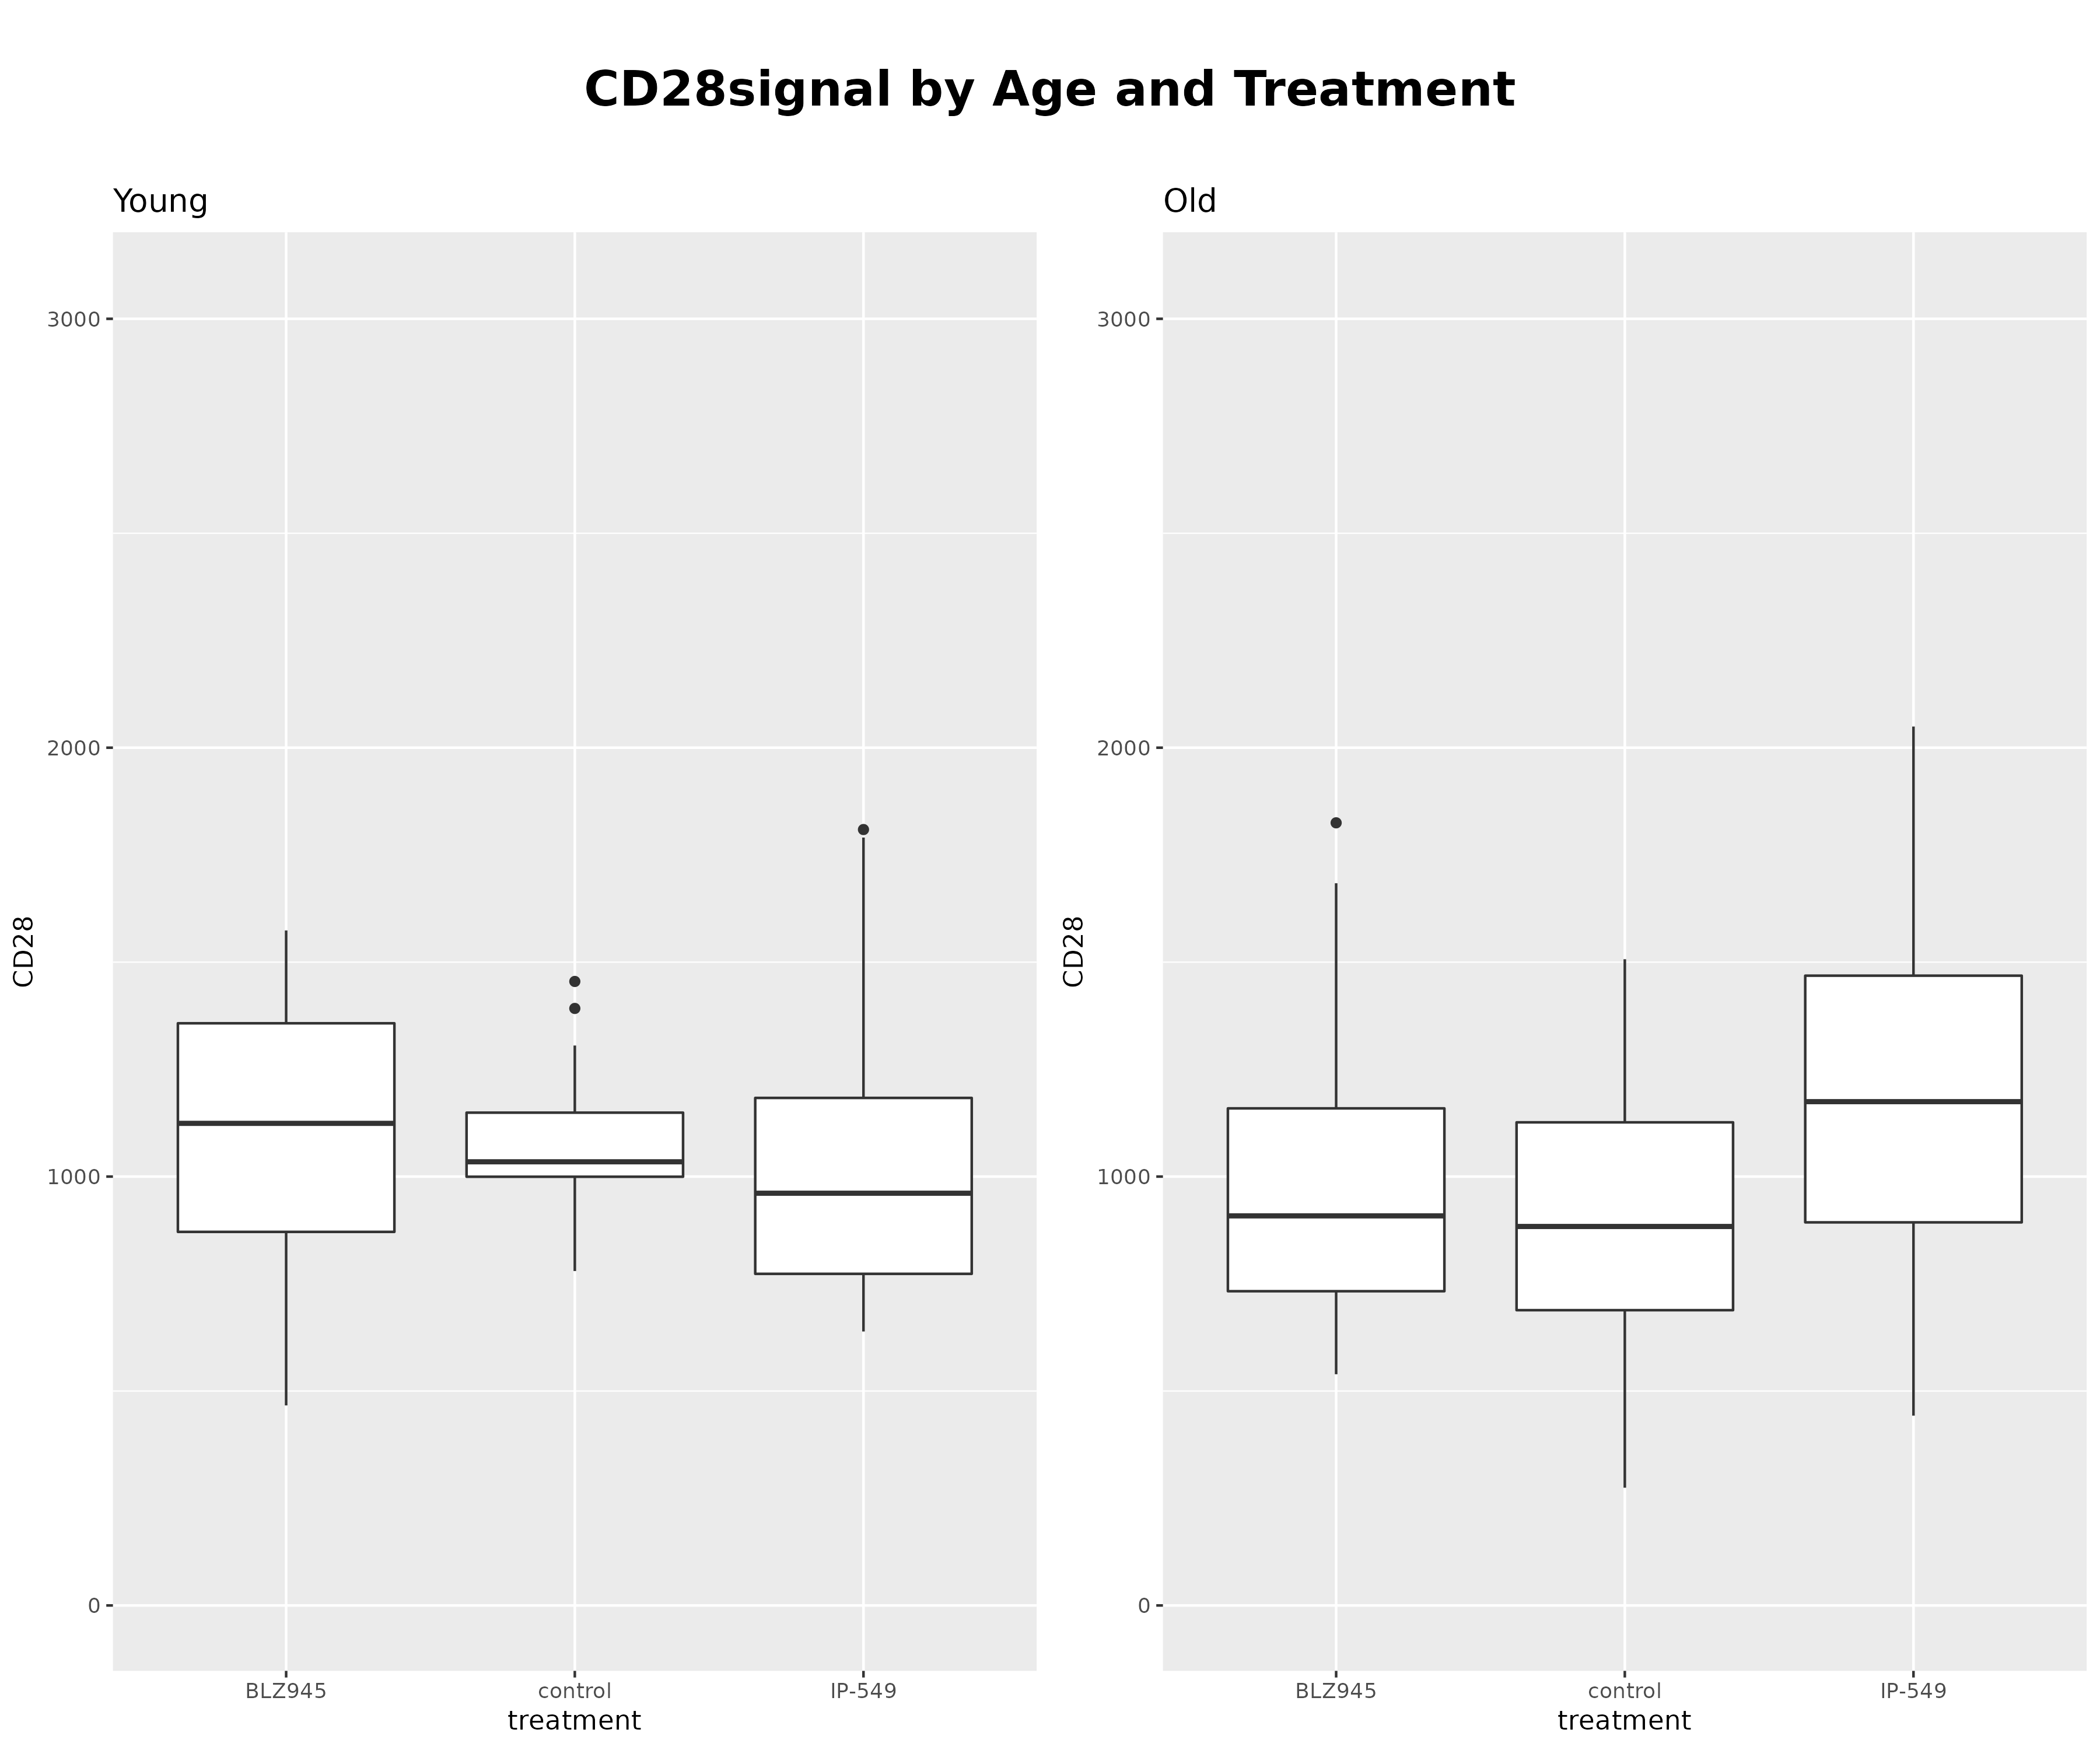 CD28signal by Age and Treatment
Young
3000
2000
1000
0
CD28
BLZ945 control IP-549
treatment
Old
3000
2000
1000
0
CD28
BLZ945 control IP-549
treatment